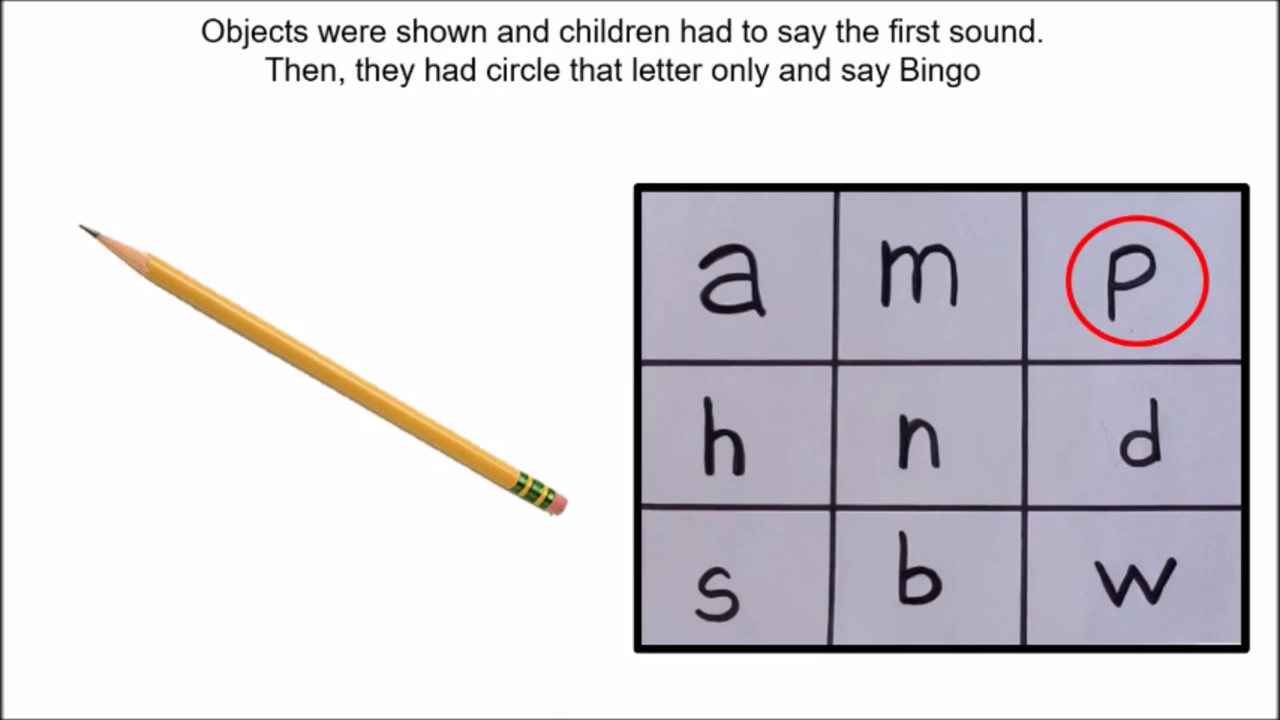 Objects were shown and children had to say the first sound.
Then, they had circle that letter only and say Bingo
a m p
h n d
s b w